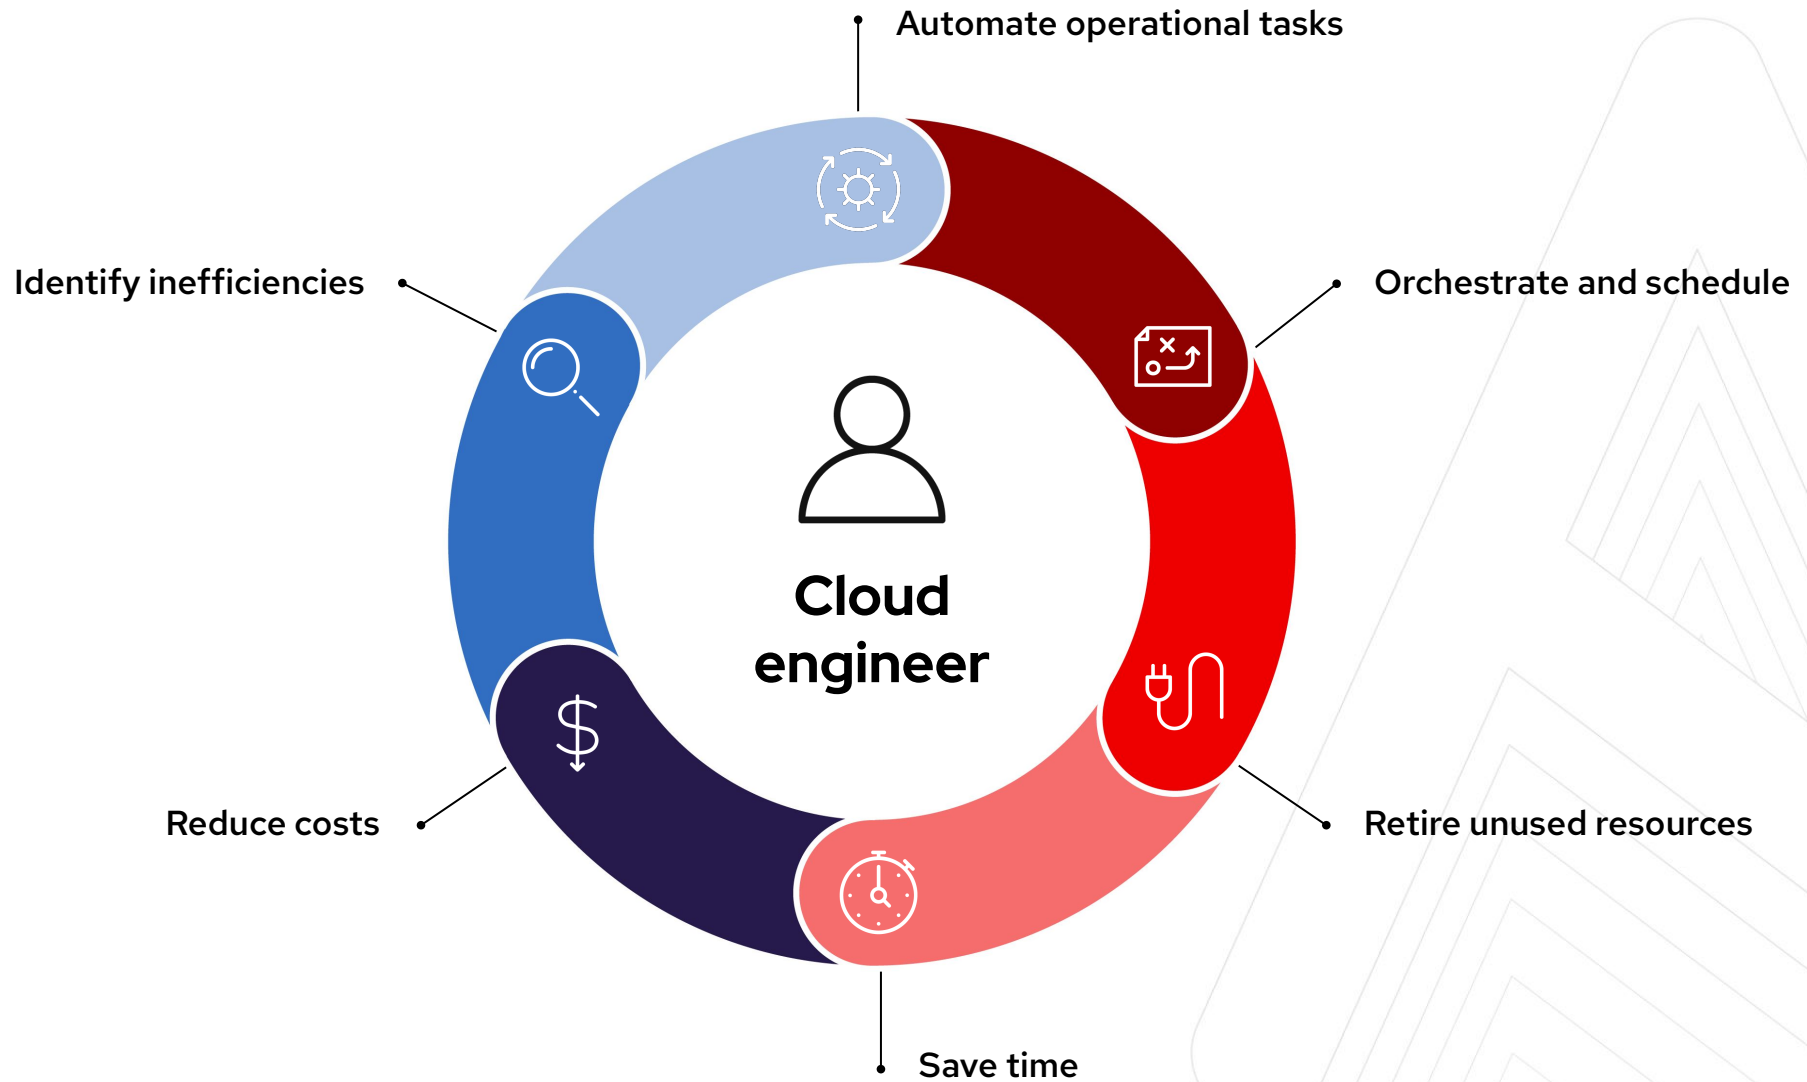 Automate operational tasks
Identify inefficiencies
Orchestrate and schedule
Cloud
engineer
Reduce costs
Retire unused resources
Save time